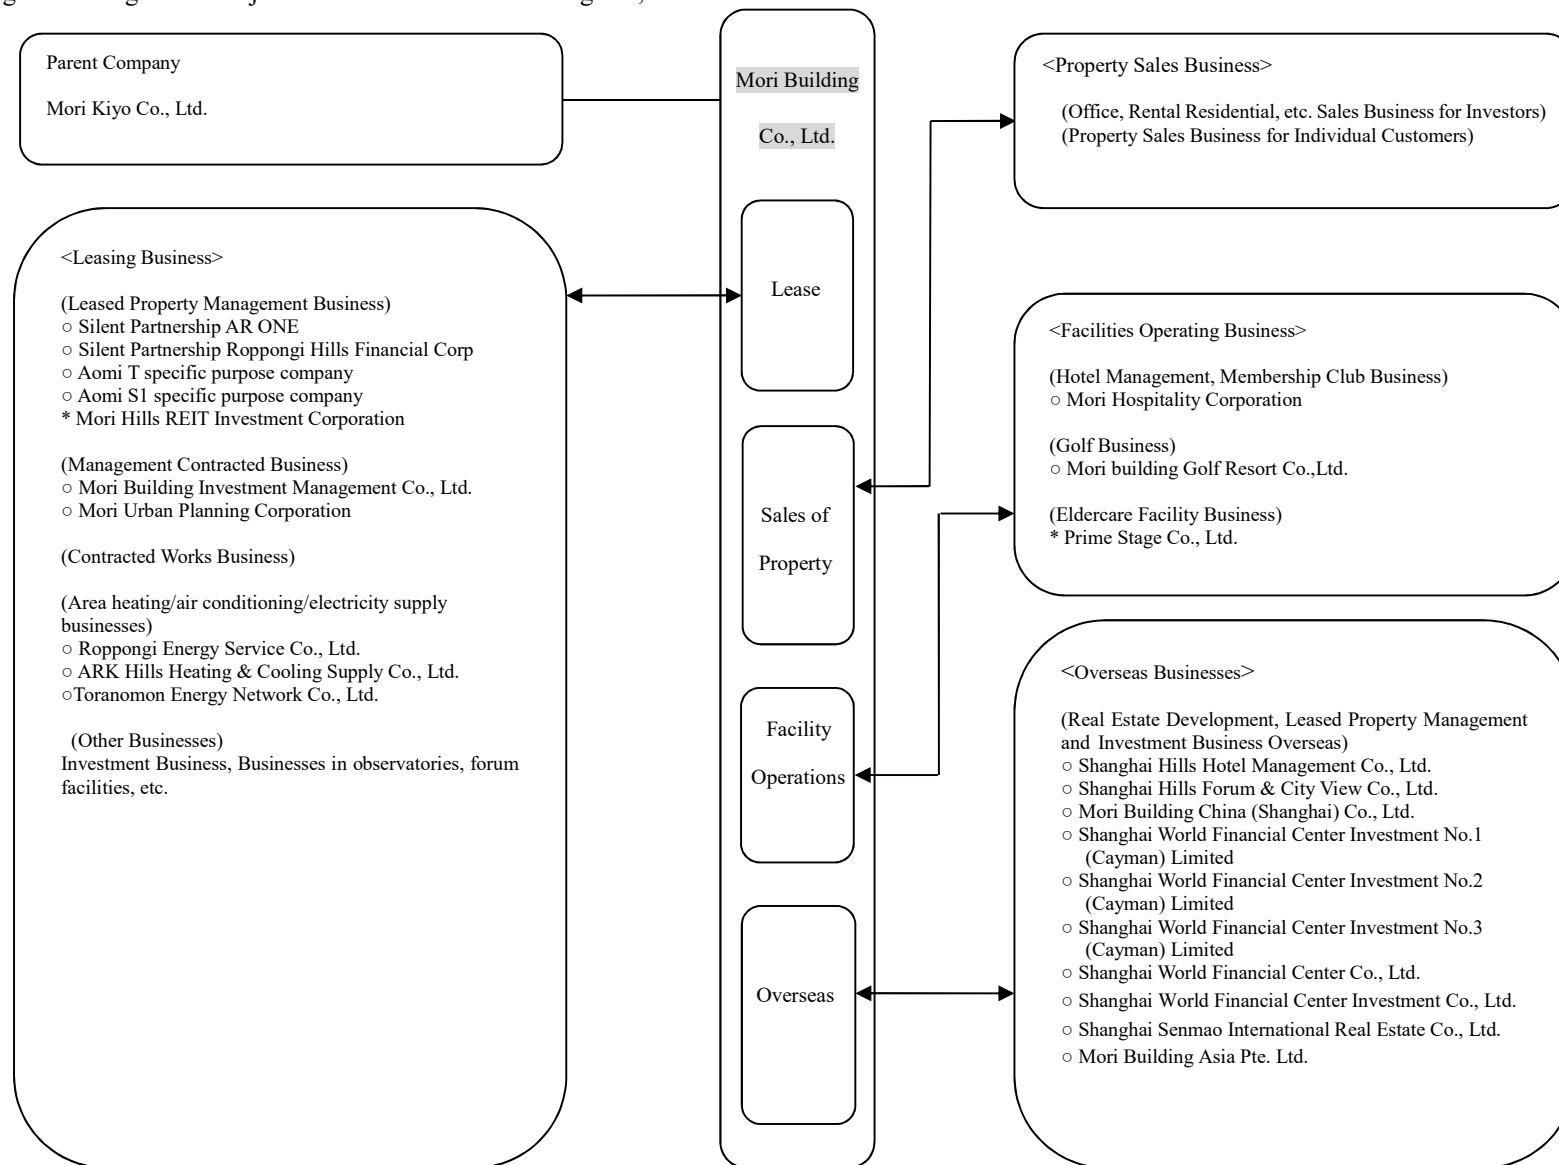 Parent Company
Mori Kiyo Co., Ltd.
<Leasing Business>
(Leased Property Management Business)
○ Silent Partnership AR ONE
○ Silent Partnership Roppongi Hills Financial Corp
○ Aomi T specific purpose company
○ Aomi S1 specific purpose company
* Mori Hills REIT Investment Corporation
(Management Contracted Business)
○ Mori Building Investment Management Co., Ltd.
○ Mori Urban Planning Corporation
(Contracted Works Business)
(Area heating/air conditioning/electricity supply
businesses)
○ Roppongi Energy Service Co., Ltd.
○ ARK Hills Heating & Cooling Supply Co., Ltd.
○Toranomon Energy Network Co., Ltd.
(Other Businesses)
Investment Business, Businesses in observatories, forum
facilities, etc.
Mori Building
Co., Ltd.
Lease
Sales of
Property
Facility
Operations
Overseas
<Property Sales Business>
(Office, Rental Residential, etc. Sales Business for Investors)
(Property Sales Business for Individual Customers)
<Facilities Operating Business>
(Hotel Management, Membership Club Business)
○ Mori Hospitality Corporation
(Golf Business)
○ Mori building Golf Resort Co.,Ltd.
(Eldercare Facility Business)
* Prime Stage Co., Ltd.
<Overseas Businesses>
(Real Estate Development, Leased Property Management
and Investment Business Overseas)
○ Shanghai Hills Hotel Management Co., Ltd.
○ Shanghai Hills Forum & City View Co., Ltd.
○ Mori Building China (Shanghai) Co., Ltd.
○ Shanghai World Financial Center Investment No.1
(Cayman) Limited
○ Shanghai World Financial Center Investment No.2
(Cayman) Limited
○ Shanghai World Financial Center Investment No.3
(Cayman) Limited
○ Shanghai World Financial Center Co., Ltd.
○ Shanghai World Financial Center Investment Co., Ltd.
○ Shanghai Senmao International Real Estate Co., Ltd.
○ Mori Building Asia Pte. Ltd.